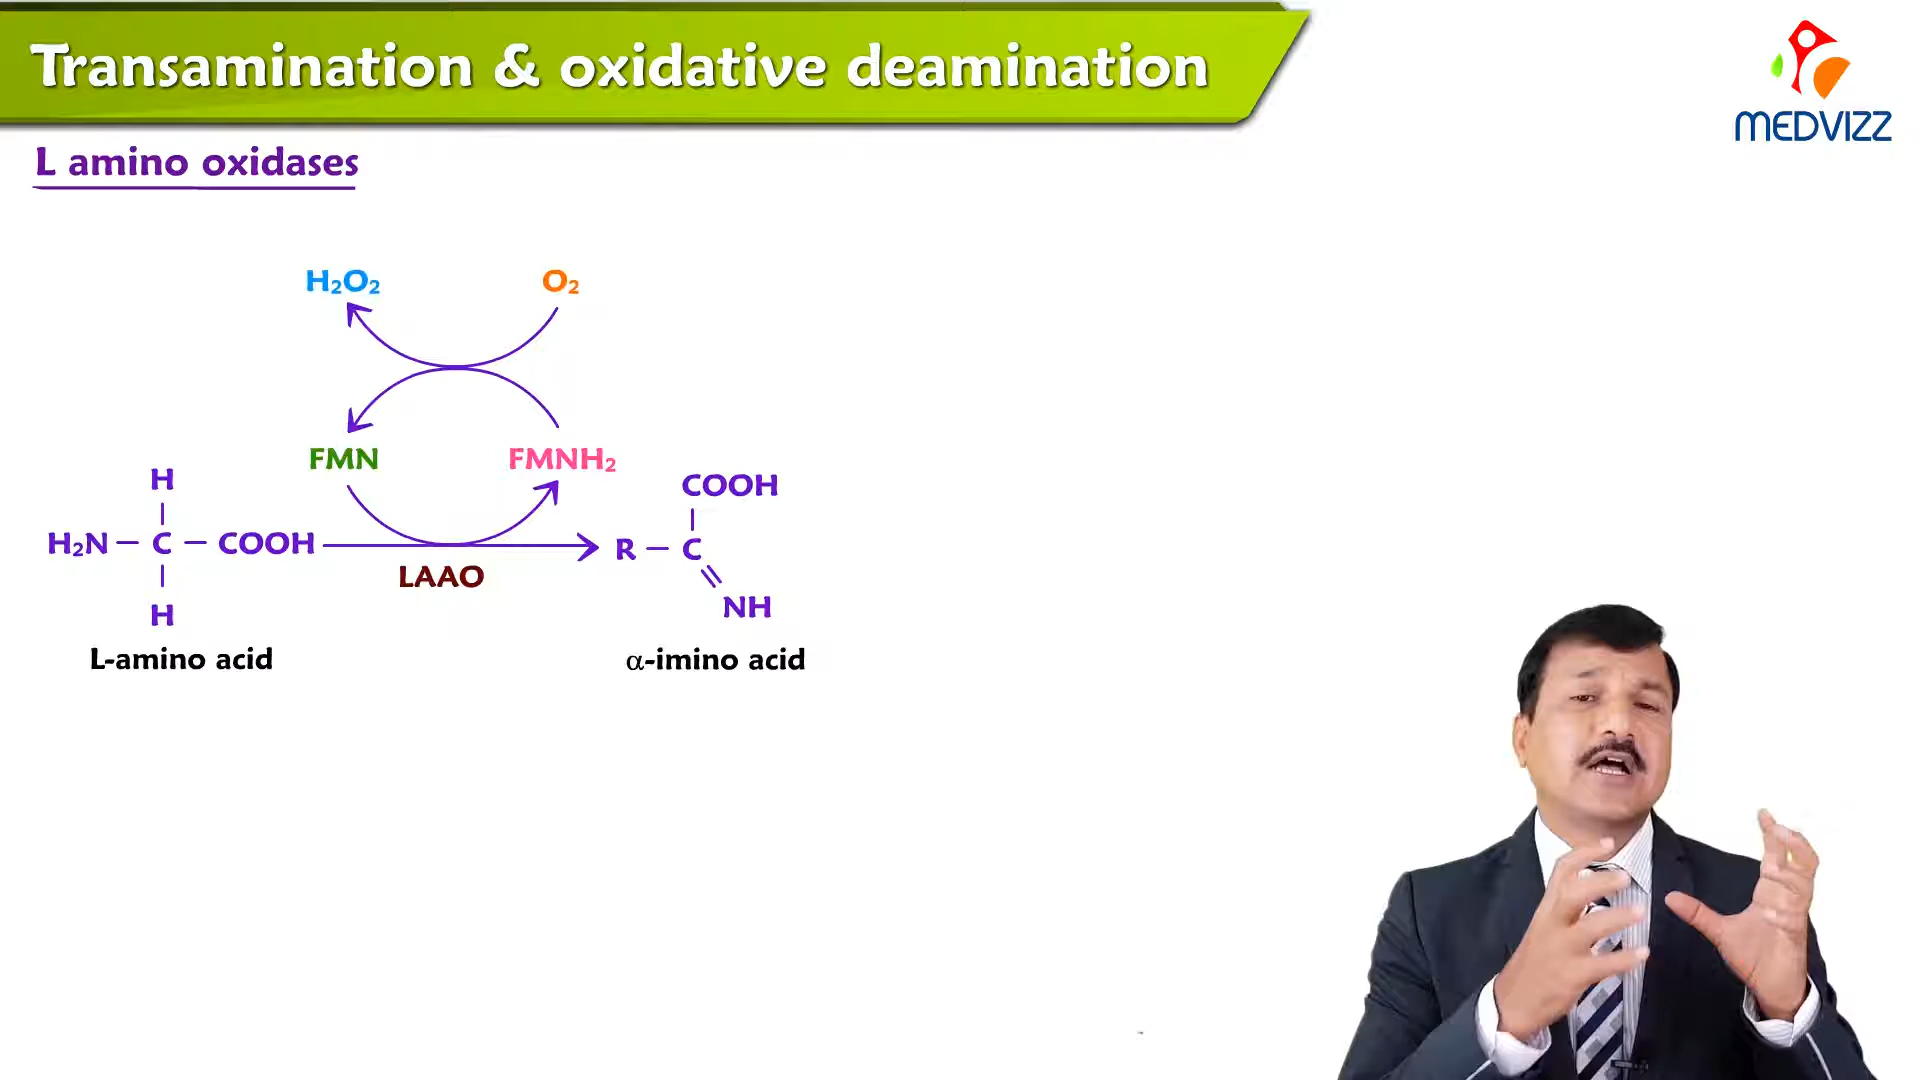 Transamination & oxidative deamination
MEDVIZZ
L amino oxidases
H₂O₂ O₂
FMN FMNH₂
H
H₂N – C – COOH
H
LAAO
COOH
R – C
NH
L-amino acid
α-imino acid